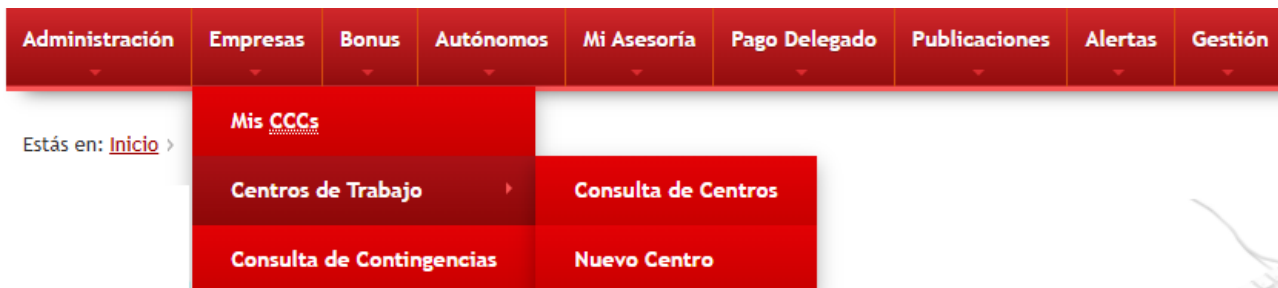 Administración Empresas Bonus Autónomos Mi Asesoría Pago Delegado Publicaciones Alertas Gestión
Mis CCCs
Estás en: Inicio >
Centros de Trabajo Consulta de Centros
Consulta de Contingencias Nuevo Centro